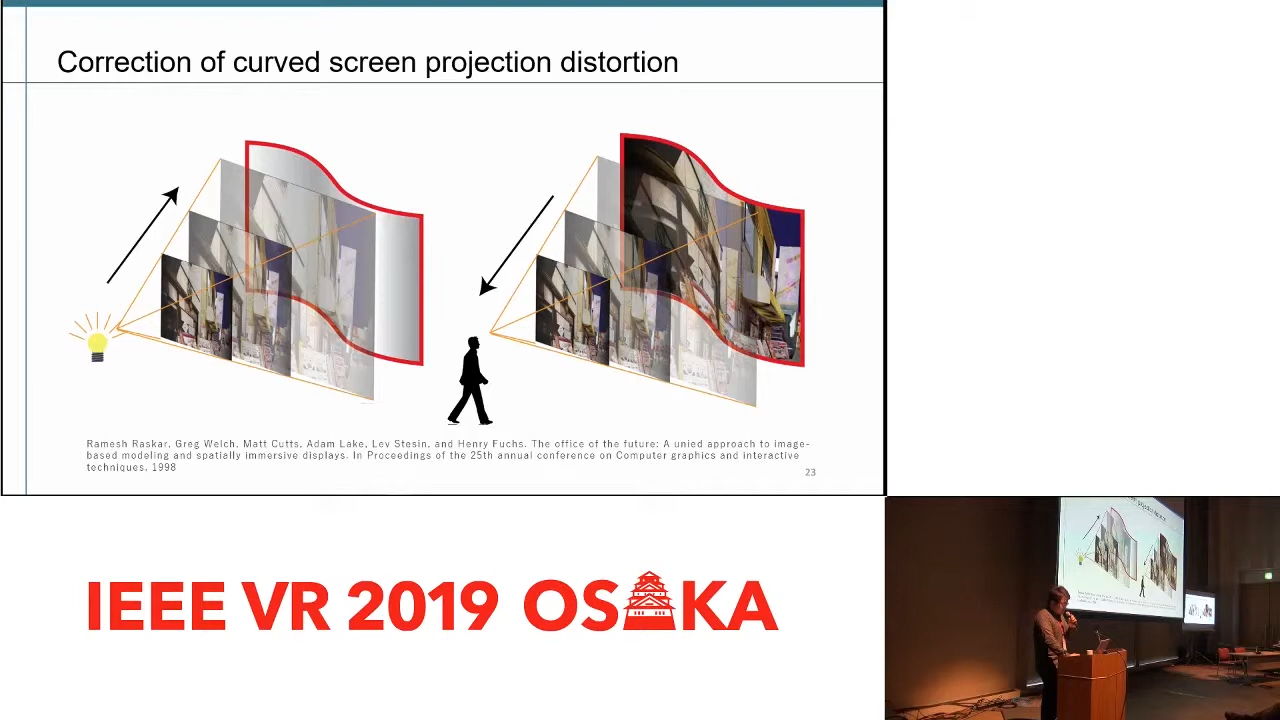 Correction of curved screen projection distortion
Ramesh Raskar, Greg Welch, Matt Cutts, Adam Lake, Lev Stesin, and Henry Fuchs. The office of the future: A unied approach to image-
based modeling and spatially immersive displays. In Proceedings of the 25th annual conference on Computer graphics and interactive
techniques, 1998
23
IEEE VR 2019 OSAKA